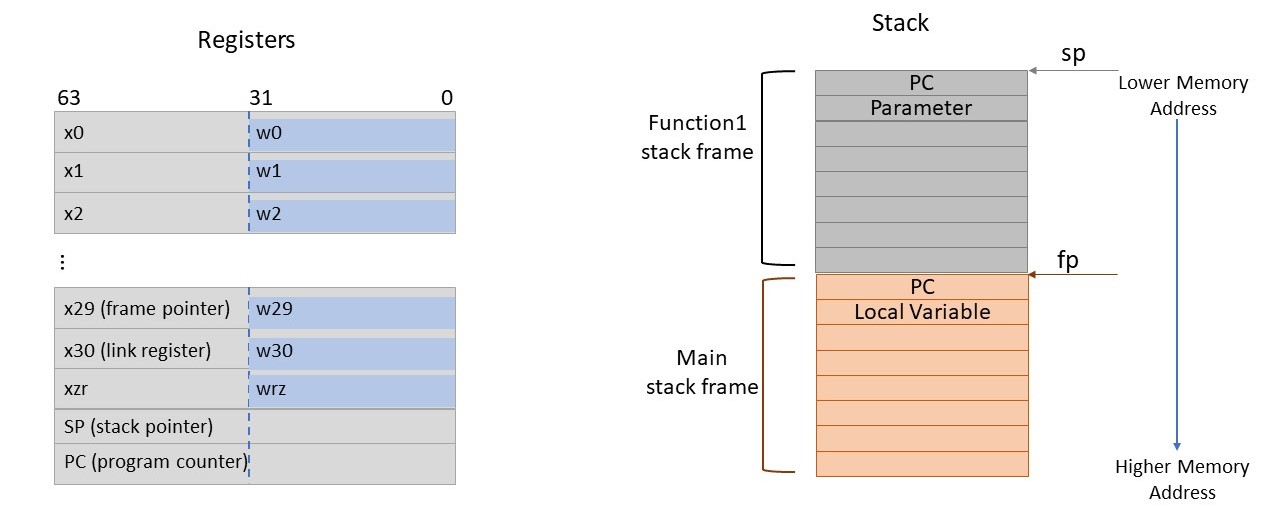 Registers
63 31 0
x0 w0
x1 w1
x2 w2
⋮
x29 (frame pointer) w29
x30 (link register) w30
xzr wrz
SP (stack pointer)
PC (program counter)
Stack
sp
Lower Memory
Address
Function1
stack frame
PC
Parameter
fp
Main
stack frame
PC
Local Variable
Higher Memory
Address